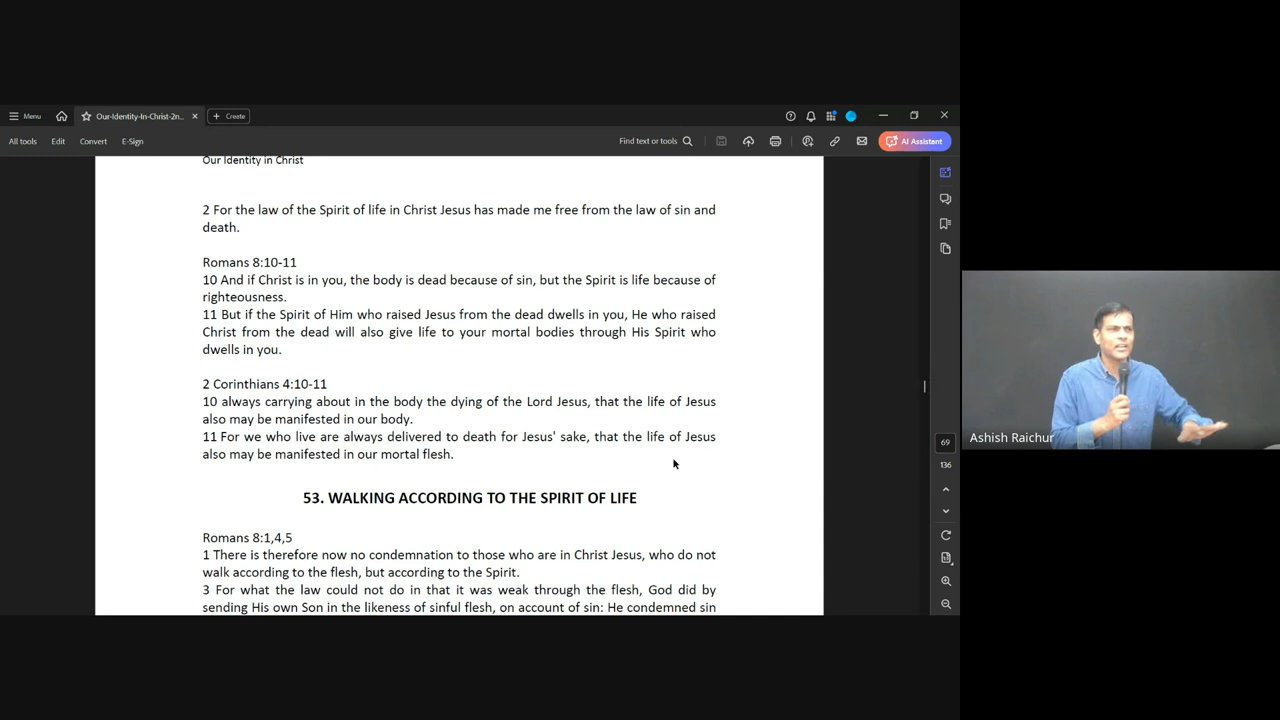 Menu
Our-Identity-In-Christ-2n...
Create
All tools
Edit
Convert
E-Sign
Find text or tools
AI Assistant
Our Identity in Christ
2 For the law of the Spirit of life in Christ Jesus has made me free from the law of sin and
death.
Romans 8:10-11
10 And if Christ is in you, the body is dead because of sin, but the Spirit is life because of
righteousness.
11 But if the Spirit of Him who raised Jesus from the dead dwells in you, He who raised
Christ from the dead will also give life to your mortal bodies through His Spirit who
dwells in you.
2 Corinthians 4:10-11
10 always carrying about in the body the dying of the Lord Jesus, that the life of Jesus
also may be manifested in our body.
11 For we who live are always delivered to death for Jesus' sake, that the life of Jesus
also may be manifested in our mortal flesh.
53. WALKING ACCORDING TO THE SPIRIT OF LIFE
Romans 8:1,4,5
1 There is therefore now no condemnation to those who are in Christ Jesus, who do not
walk according to the flesh, but according to the Spirit.
3 For what the law could not do in that it was weak through the flesh, God did by
sending His own Son in the likeness of sinful flesh, on account of sin: He condemned sin
69
136
Ashish Raichur